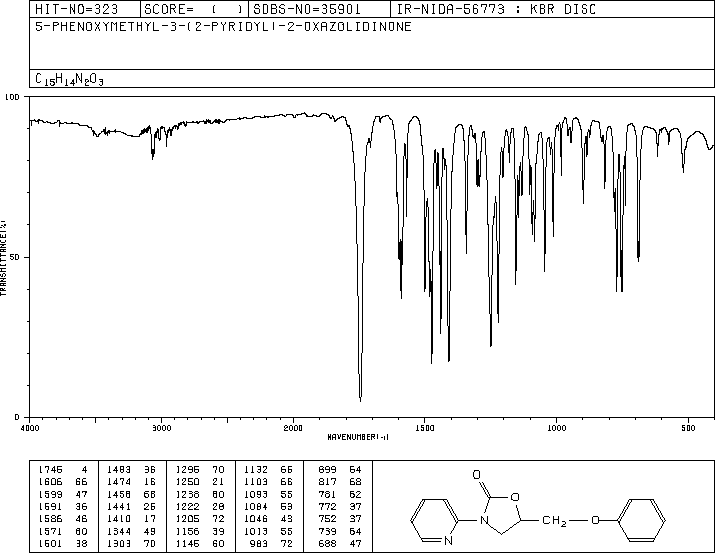 HIT-NO=323 SCORE= ( ) SDBS-NO=35901 IR-NIDA-56773 : KBR DISC
5-PHENOXYMETHYL-3-(2-PYRIDYL)-2-OXAZOLIDINONE
C15H14N2O3
100
50
0
TRANSMITTANCE(%)
4000 3000 2000 1500 1000 500
WAVENUMBER(-1)
1745 4 1483 36 1296 70 1132 66 899 64
1606 66 1474 16 1250 21 1103 66 817 68
1599 47 1458 68 1238 60 1093 55 781 62
1591 36 1441 26 1222 28 1084 53 772 37
1586 46 1410 17 1205 72 1046 43 752 37
1571 60 1344 49 1156 39 1013 55 739 64
1501 38 1303 70 1145 60 983 72 688 47
O
O
N
N
CH2
O